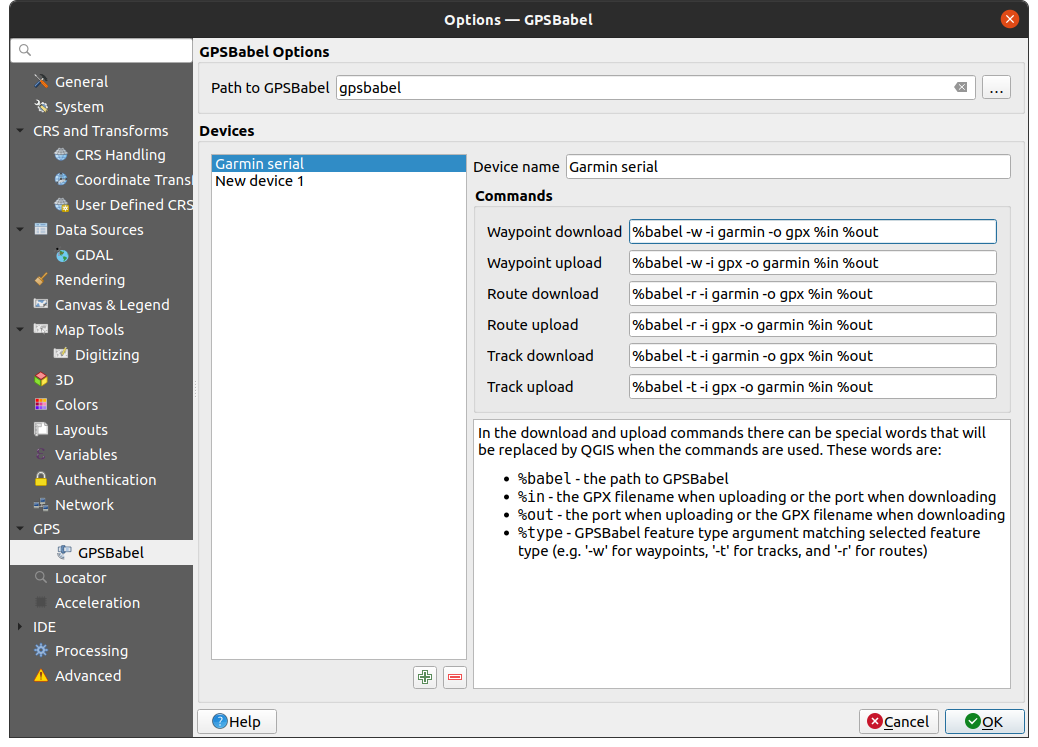 Options — GPSBabel
General
System
CRS and Transforms
CRS Handling
Coordinate Transf
User Defined CRS
Data Sources
GDAL
Rendering
Canvas & Legend
Map Tools
Digitizing
3D
Colors
Layouts
Variables
Authentication
Network
GPS
GPSBabel
Locator
Acceleration
IDE
Processing
Advanced
GPSBabel Options
Path to GPSBabel gpsbabel ...
Devices
Garmin serial
New device 1
Device name Garmin serial
Commands
Waypoint download %babel -w -i garmin -o gpx %in %out
Waypoint upload %babel -w -i gpx -o garmin %in %out
Route download %babel -r -i garmin -o gpx %in %out
Route upload %babel -r -i gpx -o garmin %in %out
Track download %babel -t -i garmin -o gpx %in %out
Track upload %babel -t -i gpx -o garmin %in %out
In the download and upload commands there can be special words that will
be replaced by QGIS when the commands are used. These words are:
• %babel - the path to GPSBabel
• %in - the GPX filename when uploading or the port when downloading
• %out - the port when uploading or the GPX filename when downloading
• %type - GPSBabel feature type argument matching selected feature
type (e.g. '-w' for waypoints, '-t' for tracks, and '-r' for routes)
Help
Cancel
OK